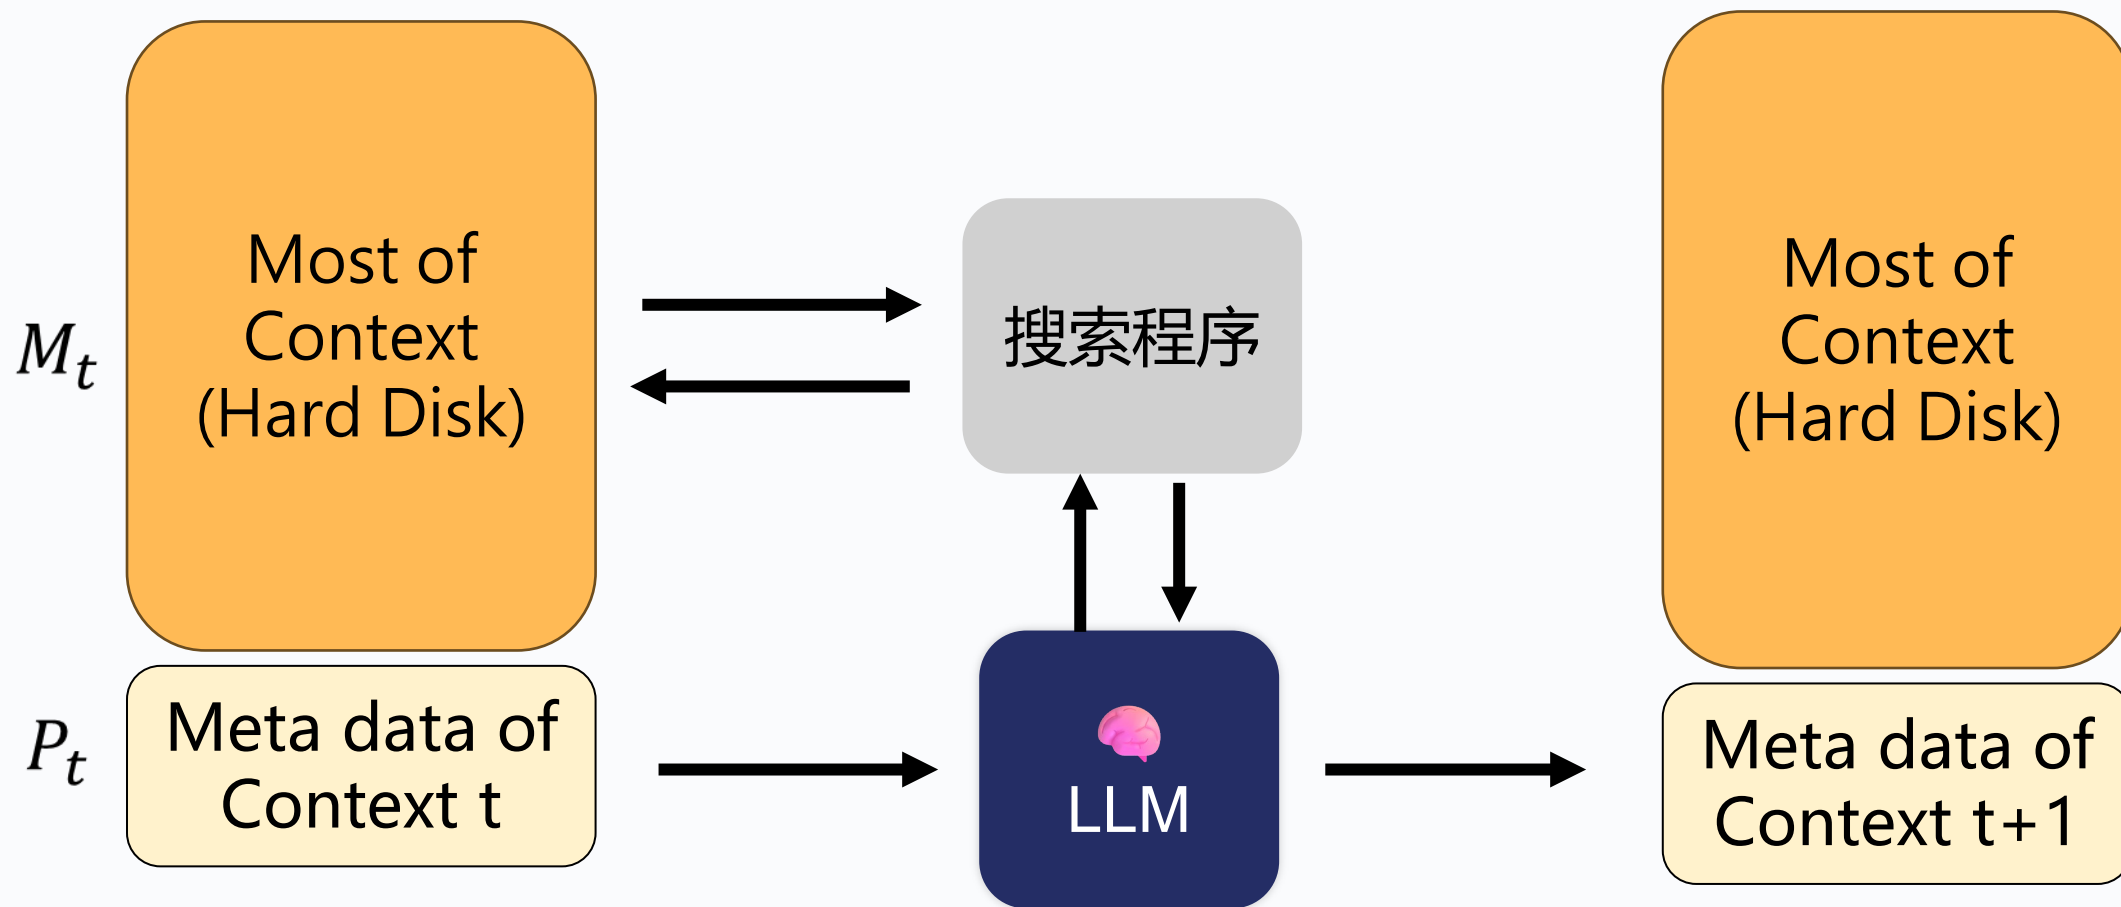 M_t
Most of
Context
(Hard Disk)
搜索程序
Most of
Context
(Hard Disk)
P_t
Meta data of
Context t
LLM
Meta data of
Context t+1